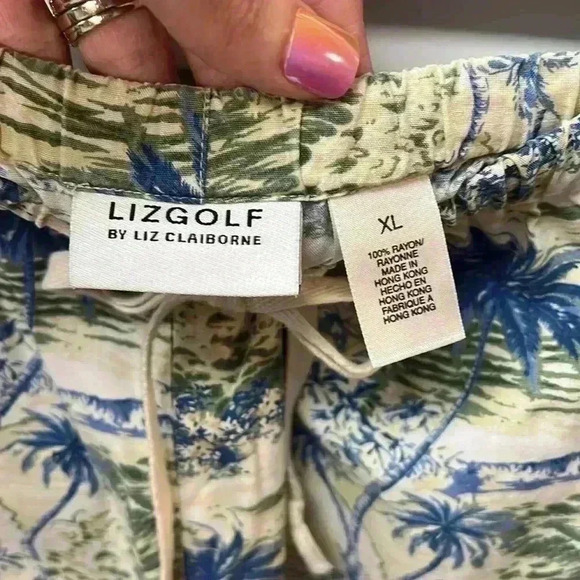 LIZGOLF
BY LIZ CLAIBORNE
XL
100% RAYON/
RAYONNE
MADE IN
HONG KONG
HECHO EN
HONG KONG
FABRIQUE A
HONG KONG